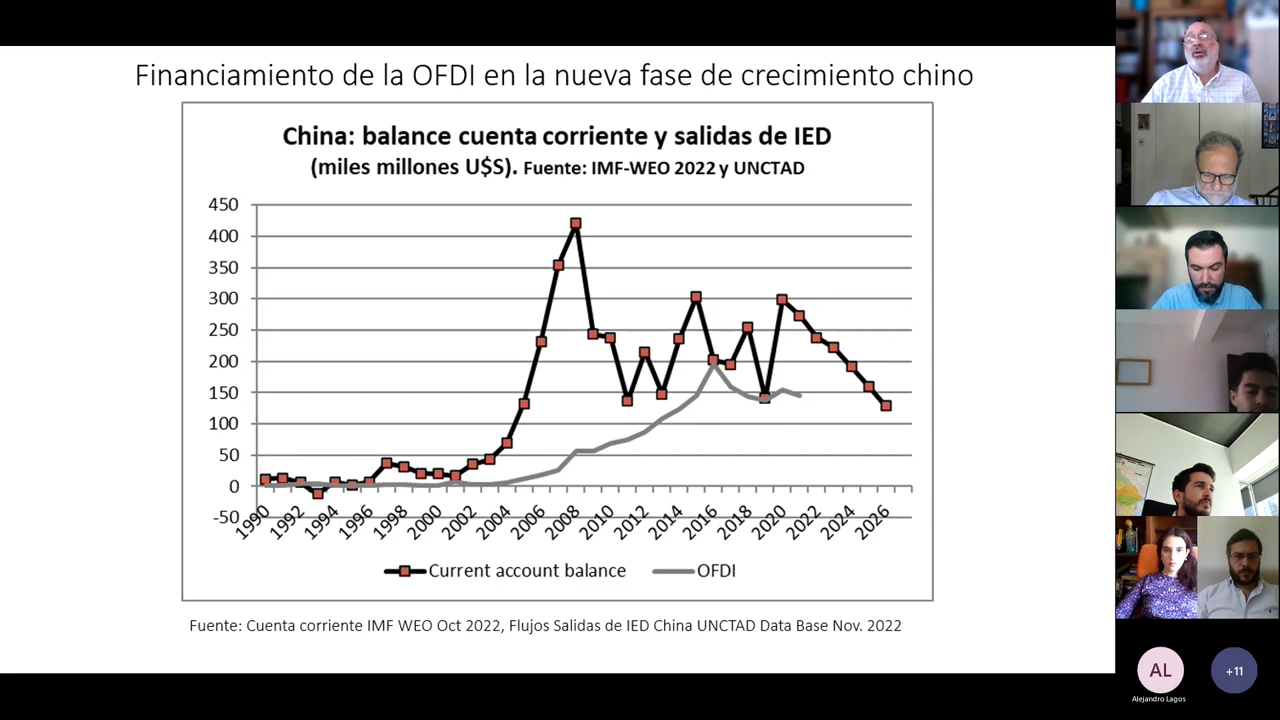 Financiamiento de la OFDI en la nueva fase de crecimiento chino
China: balance cuenta corriente y salidas de IED
(miles millones U$S). Fuente: IMF-WEO 2022 y UNCTAD
450
400
350
300
250
200
150
100
50
0
-50
1990 1992 1994 1996 1998 2000 2002 2004 2006 2008 2010 2012 2014 2016 2018 2020 2022 2024 2026
Current account balance OFDI
Fuente: Cuenta corriente IMF WEO Oct 2022, Flujos Salidas de IED China UNCTAD Data Base Nov. 2022
AL
Alejandro Lagos
+11